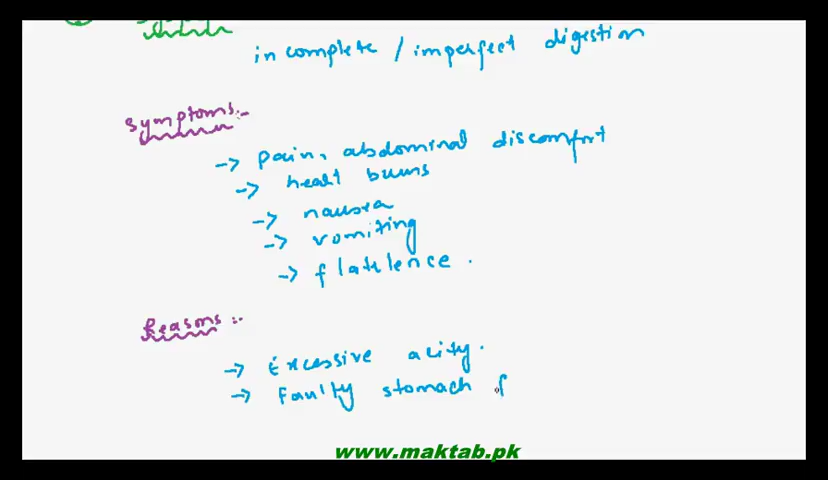 incomplete / imperfect digestion
Symptoms:-
-> pain, abdominal discomfort
-> heart burns
-> nausea
-> vomiting
-> flatulence.
Reasons:-
-> Excessive acity.
-> Faulty stomach f
www.maktab.pk